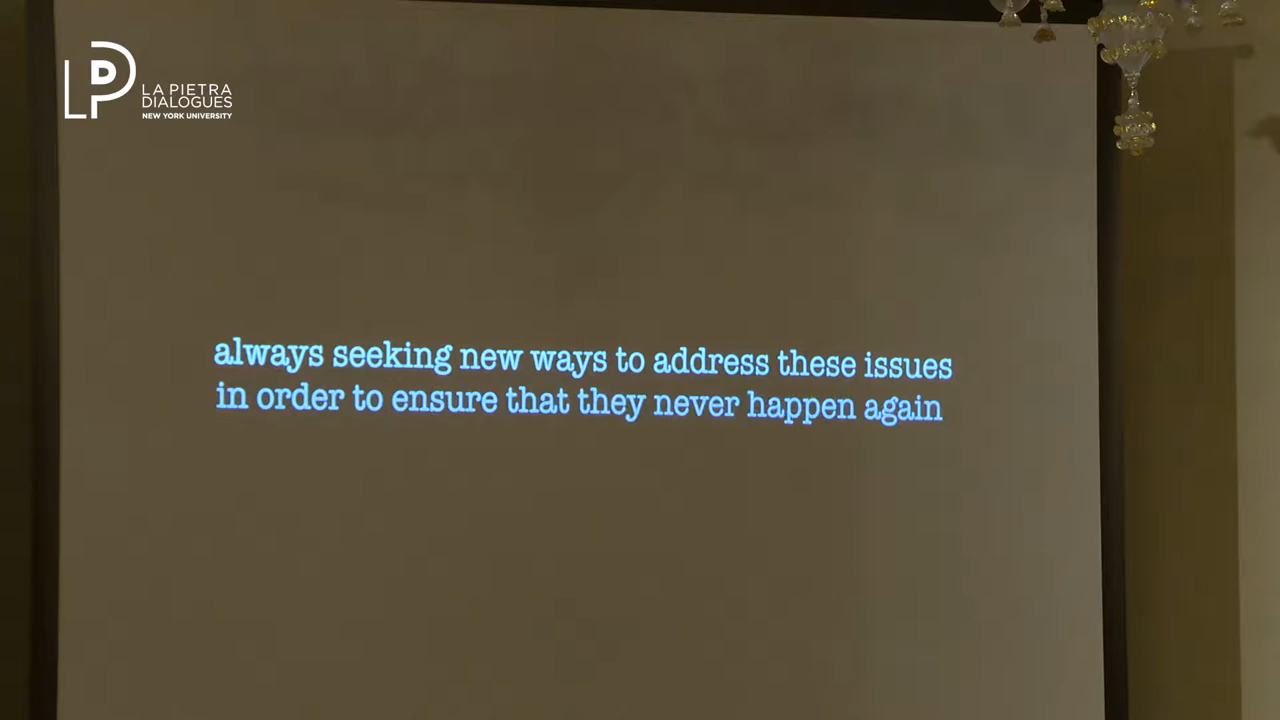 LP
LA PIETRA
DIALOGUES
NEW YORK UNIVERSITY
always seeking new ways to address these issues
in order to ensure that they never happen again